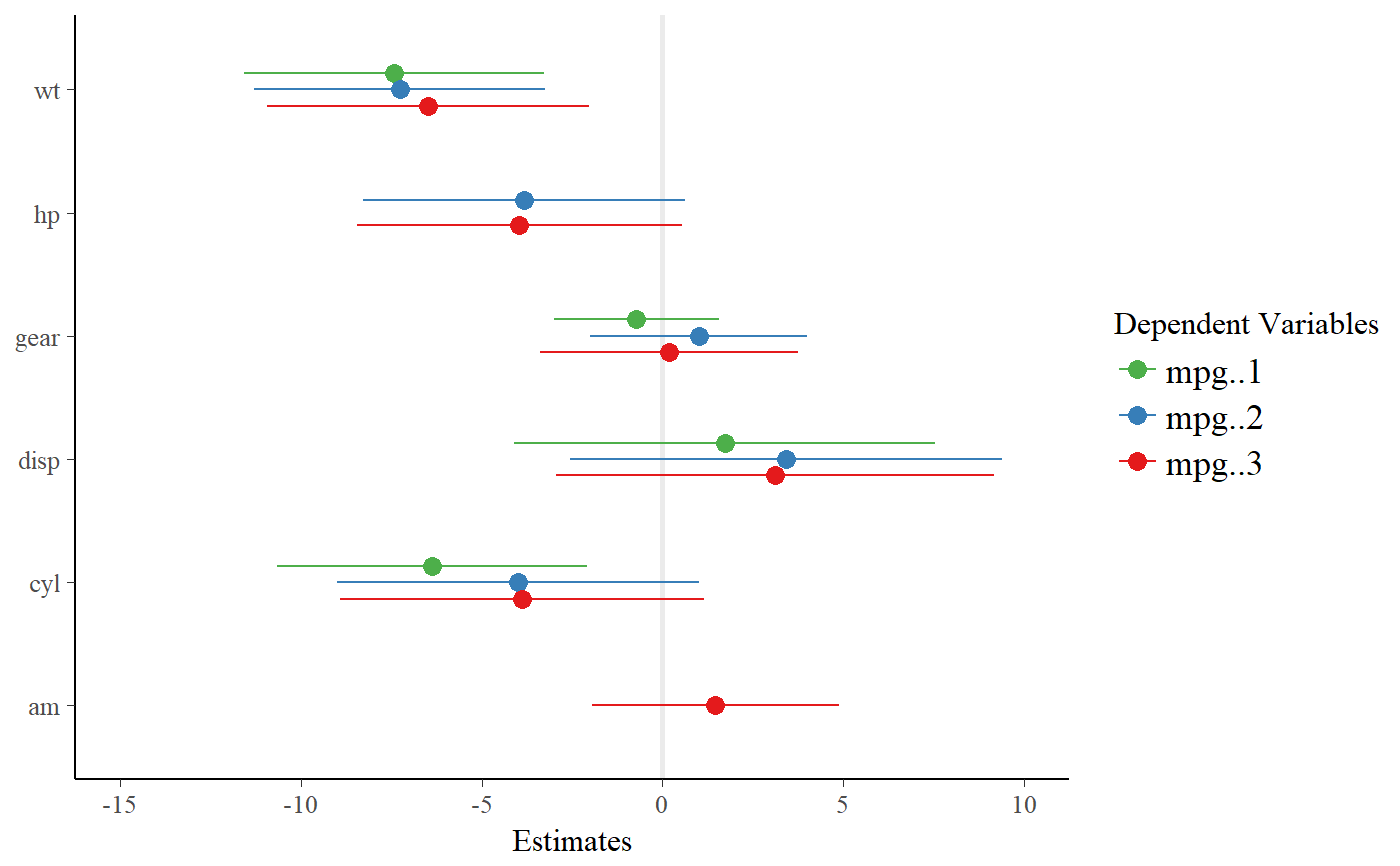 wt
hp
gear
disp
cyl
am
-15 -10 -5 0 5 10
Estimates
Dependent Variables
mpg..1
mpg..2
mpg..3